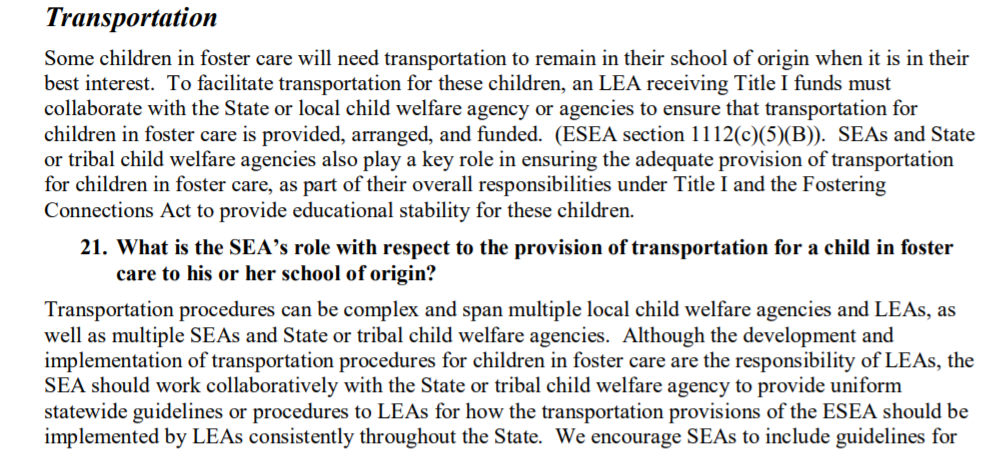 Transportation
Some children in foster care will need transportation to remain in their school of origin when it is in their
best interest.  To facilitate transportation for these children, an LEA receiving Title I funds must
collaborate with the State or local child welfare agency or agencies to ensure that transportation for
children in foster care is provided, arranged, and funded.  (ESEA section 1112(c)(5)(B)).  SEAs and State
or tribal child welfare agencies also play a key role in ensuring the adequate provision of transportation
for children in foster care, as part of their overall responsibilities under Title I and the Fostering
Connections Act to provide educational stability for these children.
21. What is the SEA’s role with respect to the provision of transportation for a child in foster
care to his or her school of origin?
Transportation procedures can be complex and span multiple local child welfare agencies and LEAs, as
well as multiple SEAs and State or tribal child welfare agencies.  Although the development and
implementation of transportation procedures for children in foster care are the responsibility of LEAs, the
SEA should work collaboratively with the State or tribal child welfare agency to provide uniform
statewide guidelines or procedures to LEAs for how the transportation provisions of the ESEA should be
implemented by LEAs consistently throughout the State.  We encourage SEAs to include guidelines for